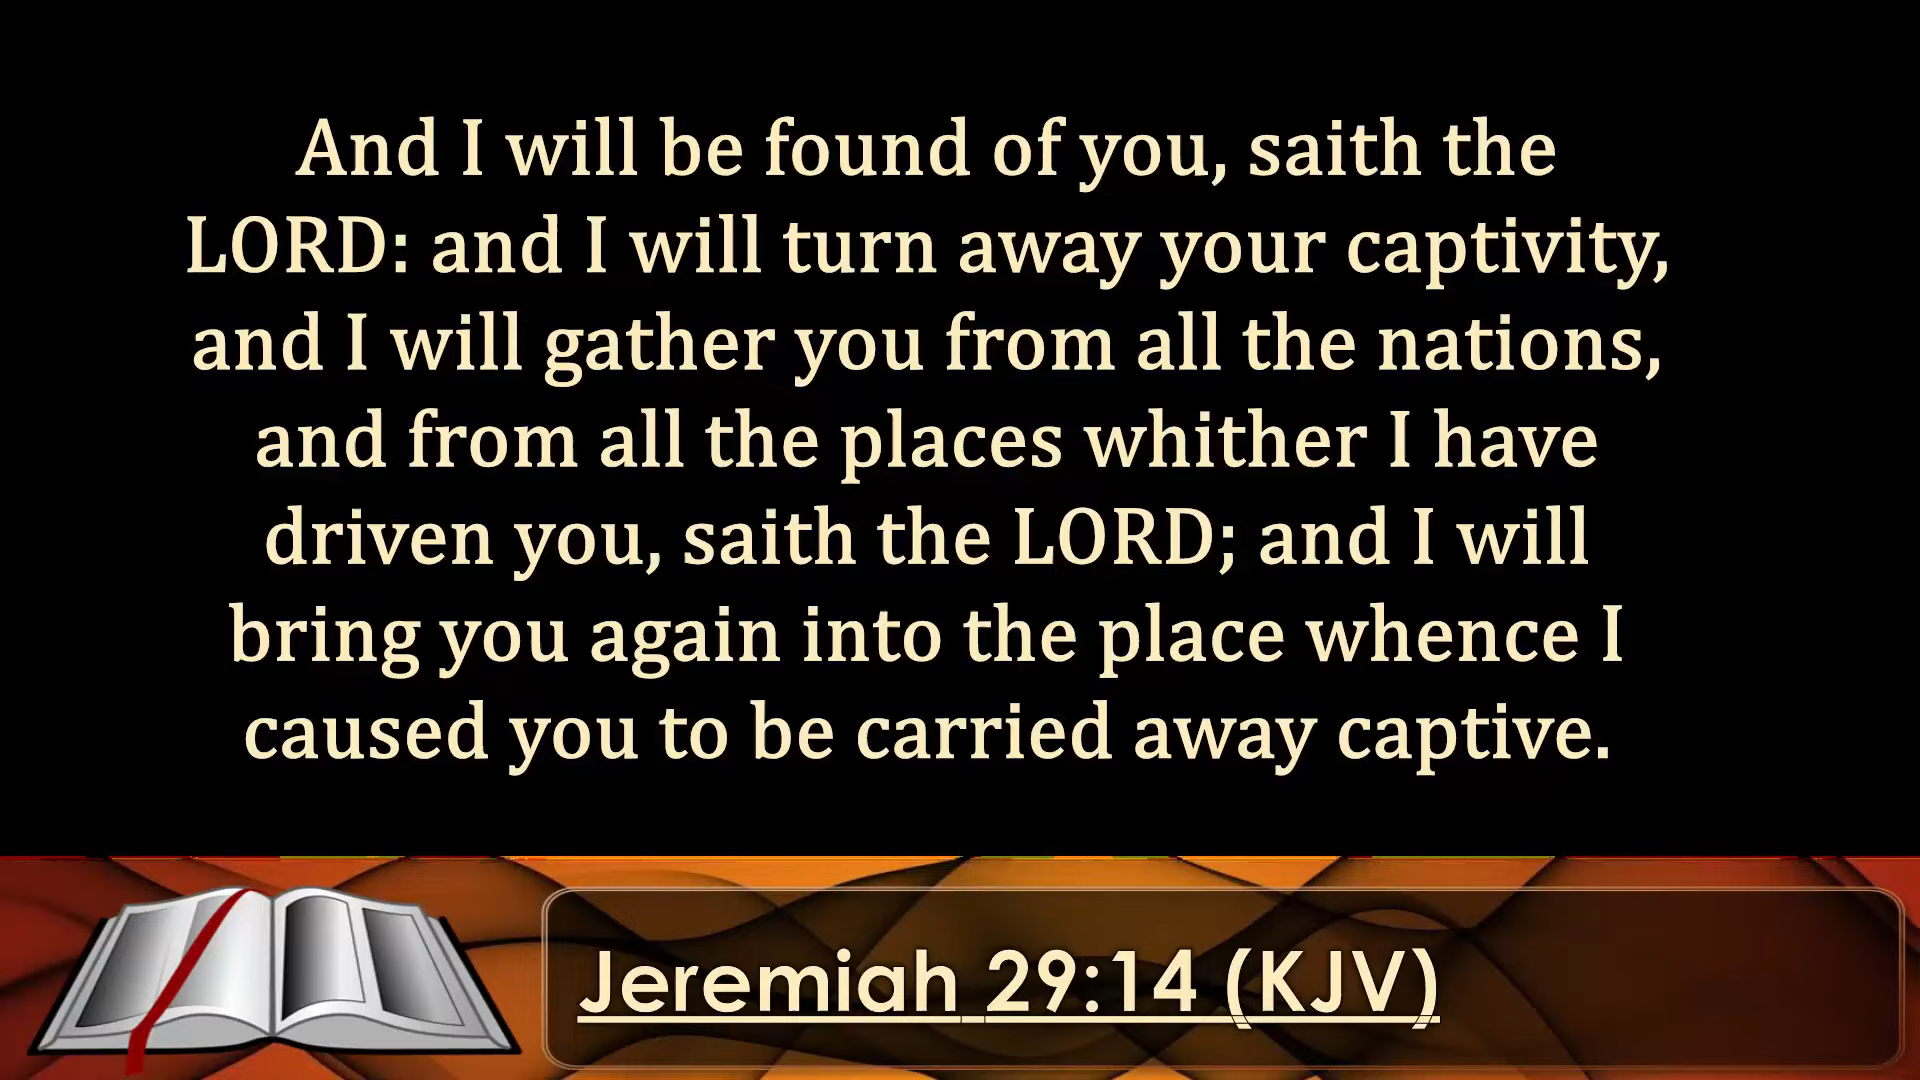 And I will be found of you, saith the
LORD: and I will turn away your captivity,
and I will gather you from all the nations,
and from all the places whither I have
driven you, saith the LORD; and I will
bring you again into the place whence I
caused you to be carried away captive.
Jeremiah 29:14 (KJV)